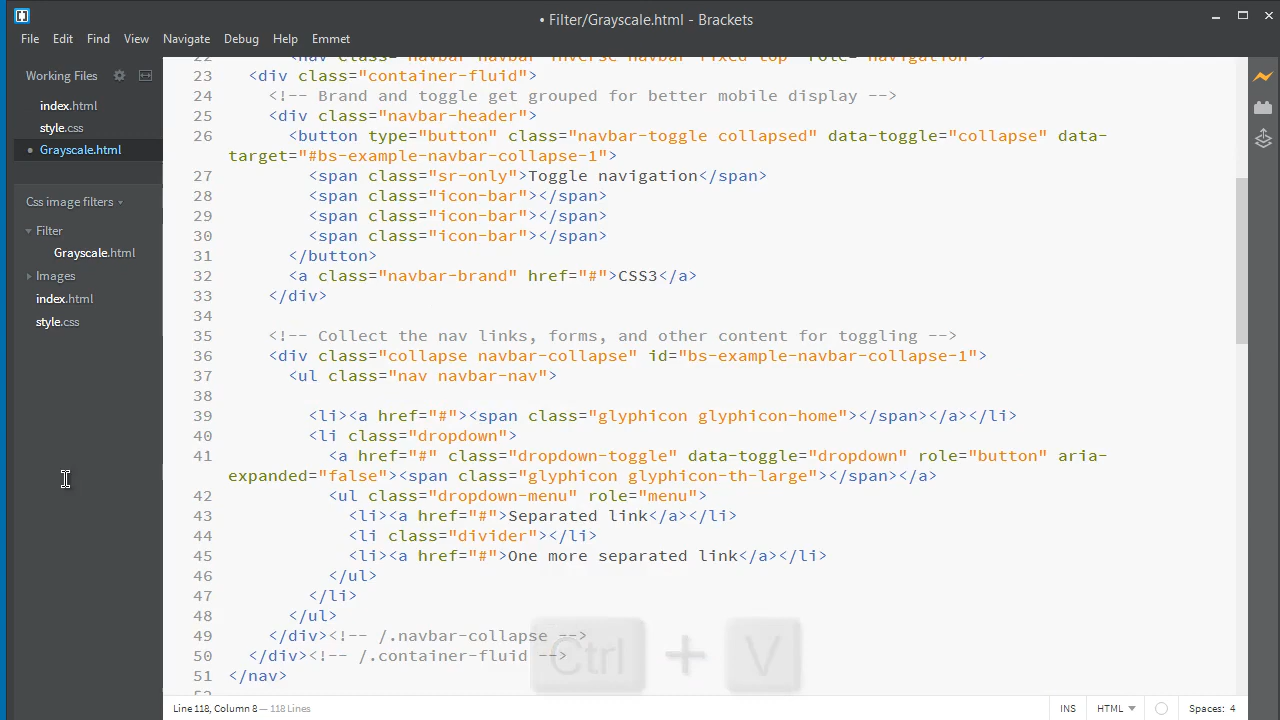 • Filter/Grayscale.html - Brackets
File Edit Find View Navigate Debug Help Emmet
Working Files
index.html
style.css
• Grayscale.html
Css image filters
Filter
Grayscale.html
Images
index.html
style.css
23 <div class="container-fluid">
24 <!-- Brand and toggle get grouped for better mobile display -->
25 <div class="navbar-header">
26 <button type="button" class="navbar-toggle collapsed" data-toggle="collapse" data-
target="#bs-example-navbar-collapse-1">
27 <span class="sr-only">Toggle navigation</span>
28 <span class="icon-bar"></span>
29 <span class="icon-bar"></span>
30 <span class="icon-bar"></span>
31 </button>
32 <a class="navbar-brand" href="#">CSS3</a>
33 </div>
34
35 <!-- Collect the nav links, forms, and other content for toggling -->
36 <div class="collapse navbar-collapse" id="bs-example-navbar-collapse-1">
37 <ul class="nav navbar-nav">
38
39 <li><a href="#"><span class="glyphicon glyphicon-home"></span></a></li>
40 <li class="dropdown">
41 <a href="#" class="dropdown-toggle" data-toggle="dropdown" role="button" aria-
expanded="false"><span class="glyphicon glyphicon-th-large"></span></a>
42 <ul class="dropdown-menu" role="menu">
43 <li><a href="#">Separated link</a></li>
44 <li class="divider"></li>
45 <li><a href="#">One more separated link</a></li>
46 </ul>
47 </li>
48 </ul>
49 </div><!-- /.navbar-collapse -->
50 </div><!-- /.container-fluid -->
51 </nav>
Ctrl + V
Line 118, Column 8 — 118 Lines
INS HTML Spaces: 4